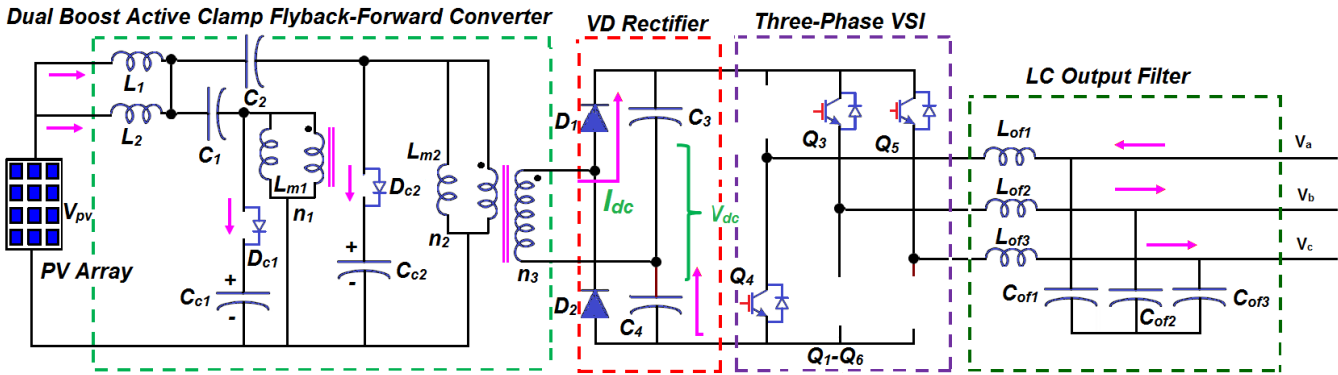 Dual Boost Active Clamp Flyback-Forward Converter
VD Rectifier
Three-Phase VSI
LC Output Filter
L1
L2
C2
C1
Lm1
n1
Dc1
Cc1
+
-
Dc2
Cc2
+
-
Lm2
n2
n3
Vpv
PV Array
D1
D2
Idc
C3
C4
Vdc
Q3
Q5
Q4
Q1-Q6
Lof1
Lof2
Lof3
Cof1
Cof2
Cof3
Va
Vb
Vc